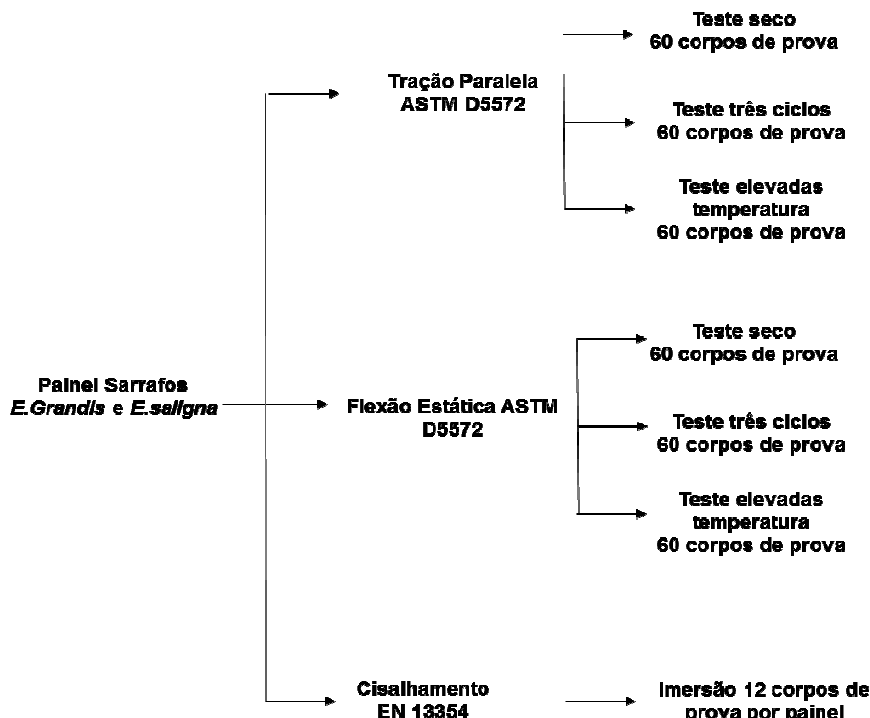 Teste seco
60 corpos de prova
Tração Paralela
ASTM D5572
Teste três ciclos
60 corpos de prova
Teste elevadas
temperatura
60 corpos de prova
Painel Sarrafos
E.Grandis e E.saligna
Flexão Estática ASTM
D5572
Teste seco
60 corpos de prova
Teste três ciclos
60 corpos de prova
Teste elevadas
temperatura
60 corpos de prova
Cisalhamento
EN 13354
Imersão 12 corpos de
prova por painel